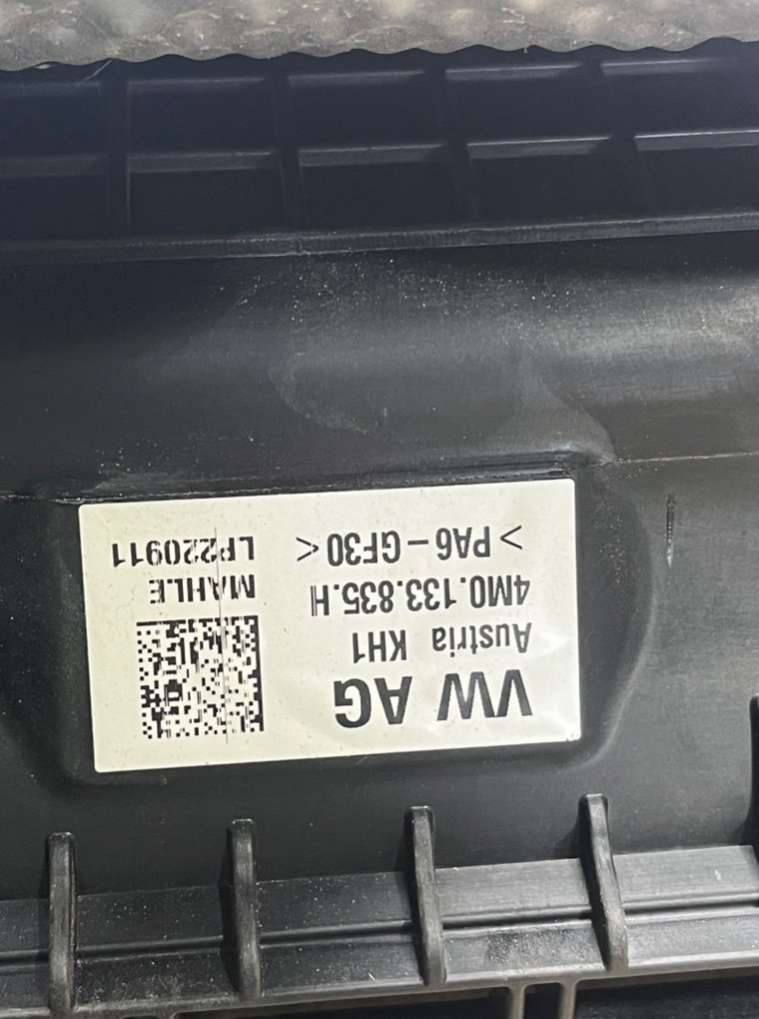 VW AG
Austria KH1
4M0.133.835.H
>PA6-GF30<
MAHLE
LP220911